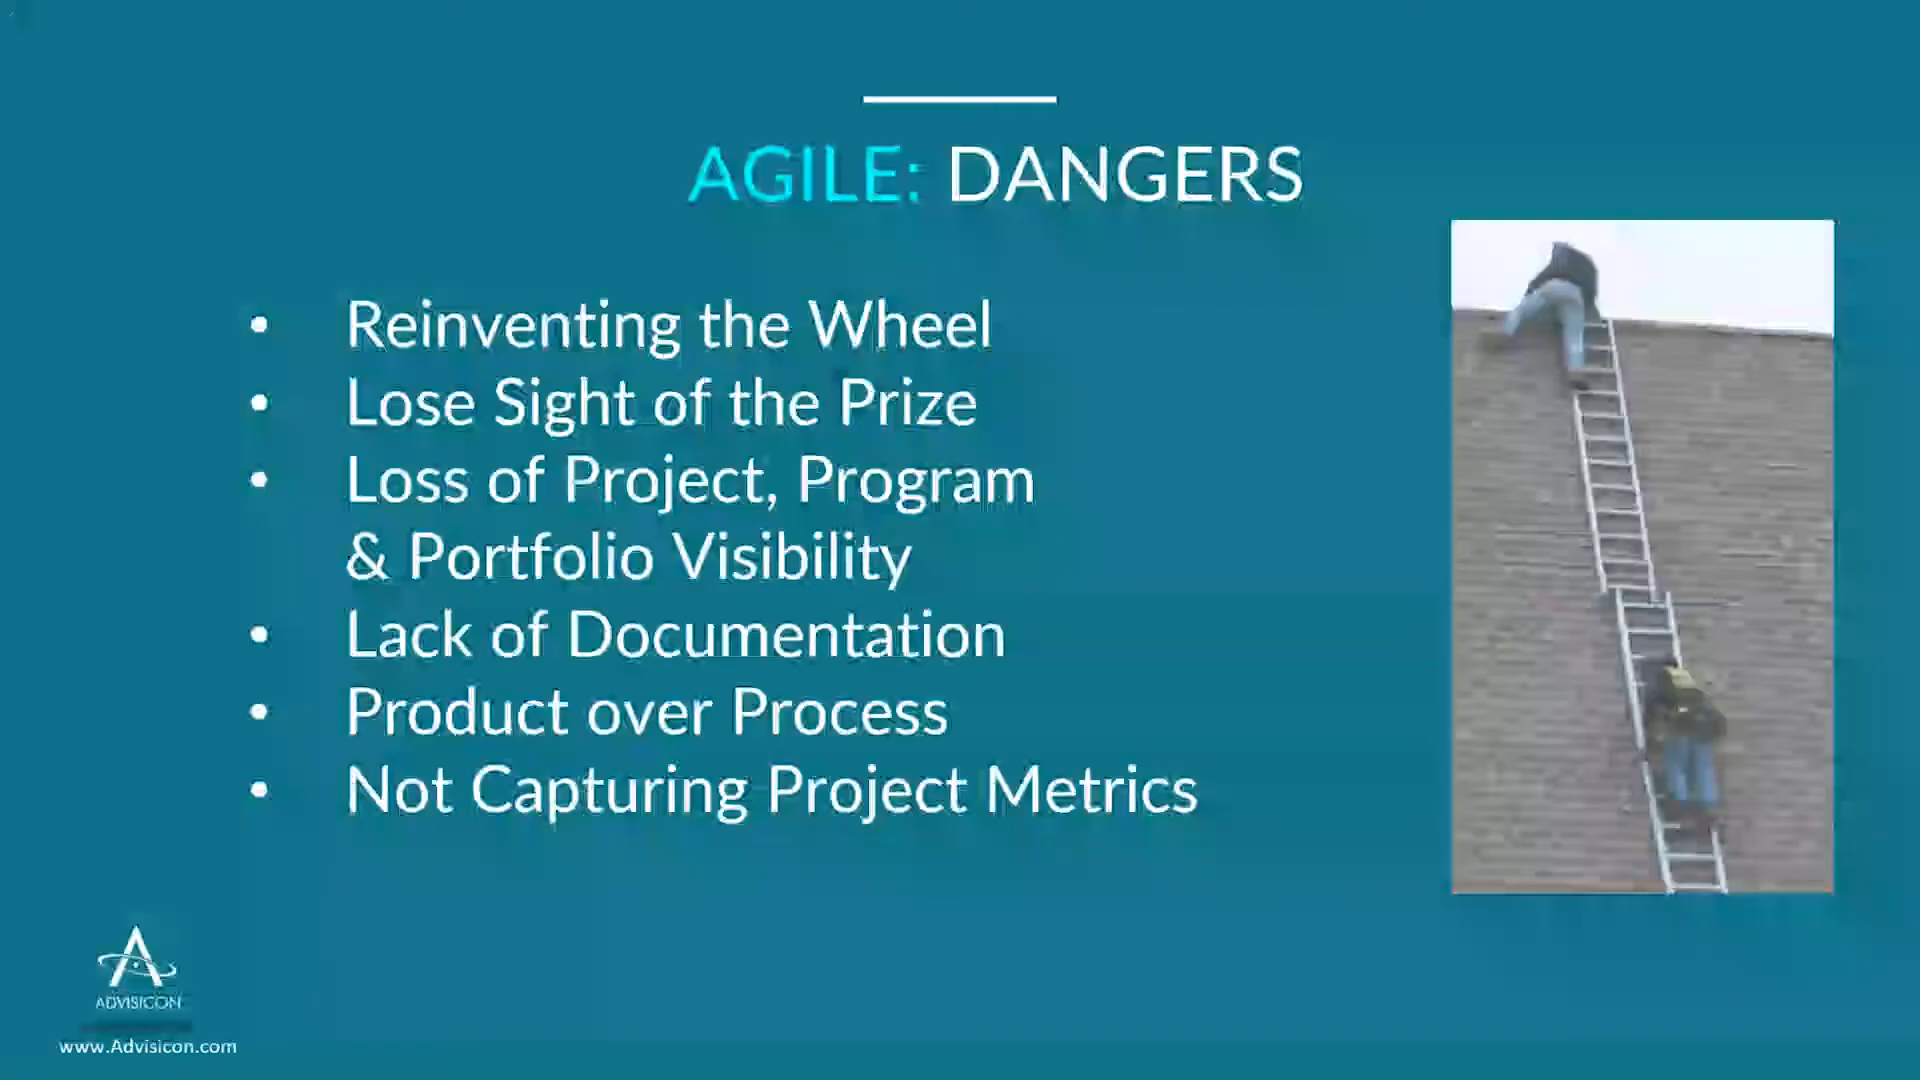 AGILE: DANGERS
• Reinventing the Wheel
• Lose Sight of the Prize
• Loss of Project, Program
& Portfolio Visibility
• Lack of Documentation
• Product over Process
• Not Capturing Project Metrics
ADVISICON
www.Advisicon.com